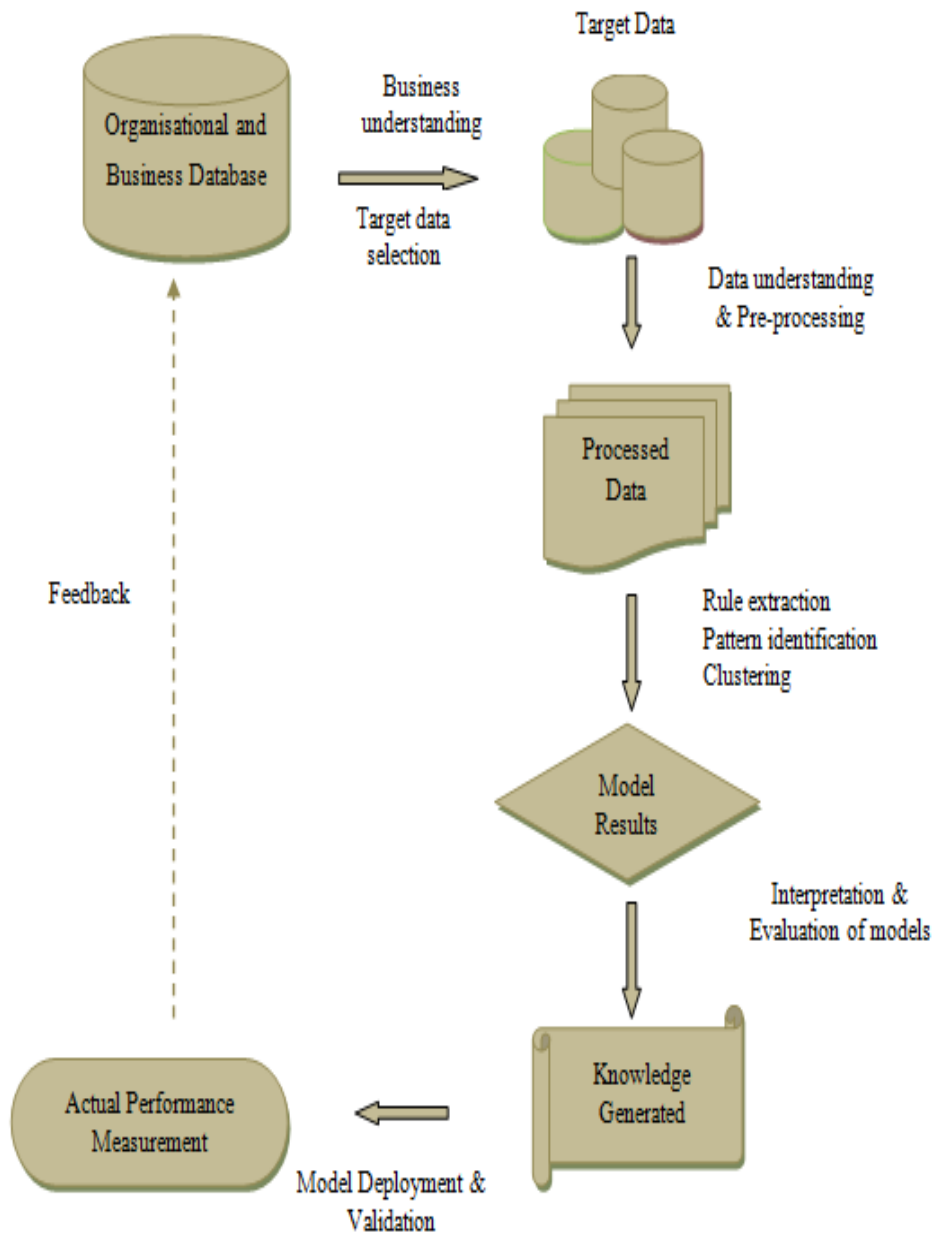 Target Data
Organisational and
Business Database
Business
understanding
Target data
selection
Data understanding
& Pre-processing
Processed
Data
Feedback
Rule extraction
Pattern identification
Clustering
Model
Results
Interpretation &
Evaluation of models
Knowledge
Generated
Actual Performance
Measurement
Model Deployment &
Validation